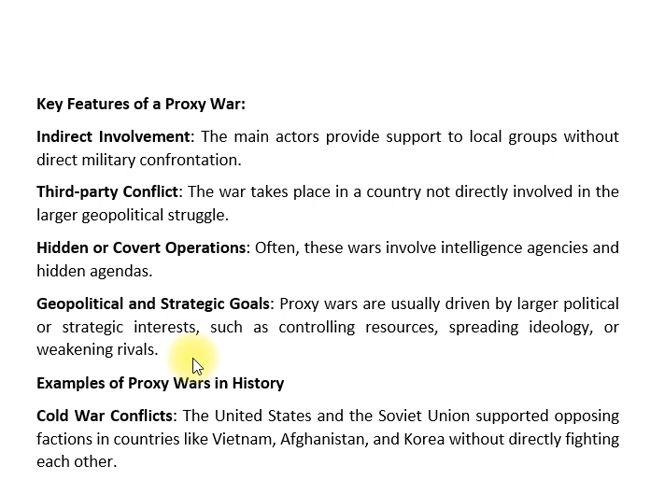 Key Features of a Proxy War:
Indirect Involvement: The main actors provide support to local groups without
direct military confrontation.
Third-party Conflict: The war takes place in a country not directly involved in the
larger geopolitical struggle.
Hidden or Covert Operations: Often, these wars involve intelligence agencies and
hidden agendas.
Geopolitical and Strategic Goals: Proxy wars are usually driven by larger political
or strategic interests, such as controlling resources, spreading ideology, or
weakening rivals.
Examples of Proxy Wars in History
Cold War Conflicts: The United States and the Soviet Union supported opposing
factions in countries like Vietnam, Afghanistan, and Korea without directly fighting
each other.